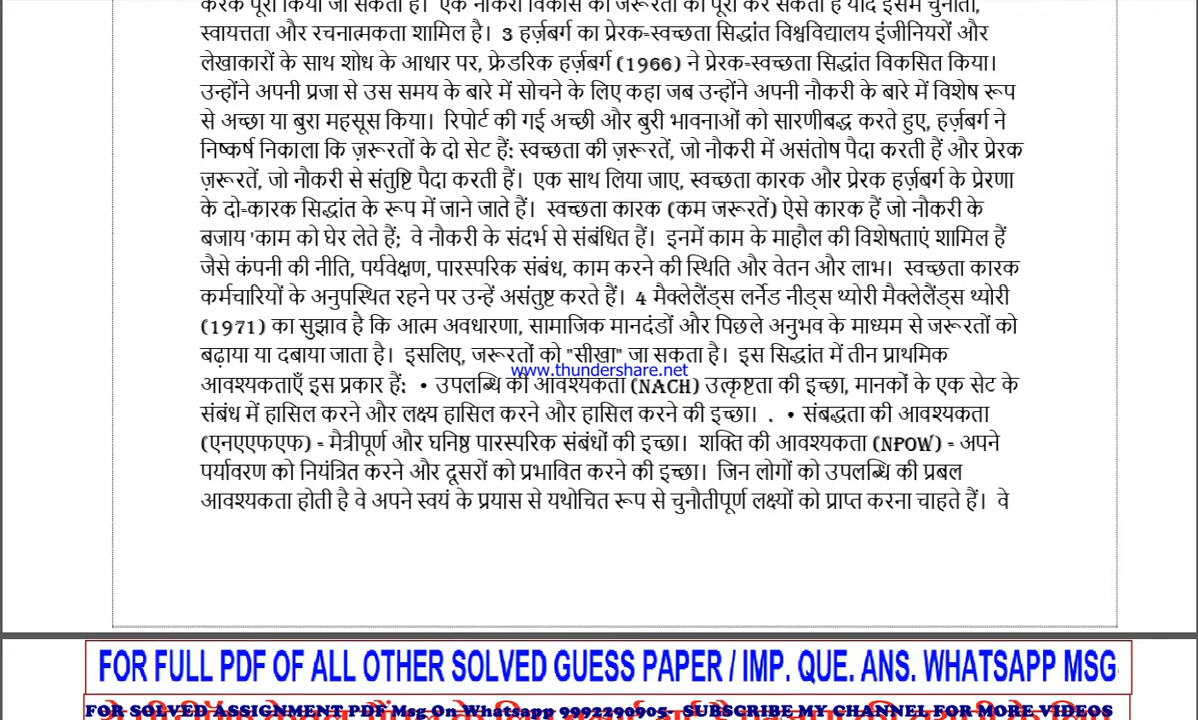 करके पूरा किया जा सकता है। एक नौकरी विकास की जरूरतों को पूरा कर सकती है यदि इसमें चुनौती,
स्वायत्तता और रचनात्मकता शामिल है। 3 हर्ज़बर्ग का प्रेरक-स्वच्छता सिद्धांत विश्वविद्यालय इंजीनियरों और
लेखाकारों के साथ शोध के आधार पर, फ्रेडरिक हर्ज़बर्ग (1966) ने प्रेरक-स्वच्छता सिद्धांत विकसित किया।
उन्होंने अपनी प्रजा से उस समय के बारे में सोचने के लिए कहा जब उन्होंने अपनी नौकरी के बारे में विशेष रूप
से अच्छा या बुरा महसूस किया। रिपोर्ट की गई अच्छी और बुरी भावनाओं को सारणीबद्ध करते हुए, हर्ज़बर्ग ने
निष्कर्ष निकाला कि ज़रूरतों के दो सेट हैं: स्वच्छता की ज़रूरतें, जो नौकरी में असंतोष पैदा करती हैं और प्रेरक
ज़रूरतें, जो नौकरी से संतुष्टि पैदा करती हैं। एक साथ लिया जाए, स्वच्छता कारक और प्रेरक हर्ज़बर्ग के प्रेरणा
के दो-कारक सिद्धांत के रूप में जाने जाते हैं। स्वच्छता कारक (कम जरूरतें) ऐसे कारक हैं जो नौकरी के
बजाय 'काम को घेर लेते हैं; वे नौकरी के संदर्भ से संबंधित हैं। इनमें काम के माहौल की विशेषताएं शामिल हैं
जैसे कंपनी की नीति, पर्यवेक्षण, पारस्परिक संबंध, काम करने की स्थिति और वेतन और लाभ। स्वच्छता कारक
कर्मचारियों के अनुपस्थित रहने पर उन्हें असंतुष्ट करते हैं। 4 मैक्लेलैंड्स लर्नेड नीड्स थ्योरी मैक्लेलैंड्स थ्योरी
(1971) का सुझाव है कि आत्म अवधारणा, सामाजिक मानदंडों और पिछले अनुभव के माध्यम से जरूरतों को
बढ़ाया या दबाया जाता है। इसलिए, जरूरतों को "सीखा" जा सकता है। इस सिद्धांत में तीन प्राथमिक
www.thundershare.net
आवश्यकताएँ इस प्रकार हैं: • उपलब्धि की आवश्यकता (NACH) उत्कृष्टता की इच्छा, मानकों के एक सेट के
संबंध में हासिल करने और लक्ष्य हासिल करने और हासिल करने की इच्छा। . • संबद्धता की आवश्यकता
(एनएएफएफ) - मैत्रीपूर्ण और घनिष्ठ पारस्परिक संबंधों की इच्छा। शक्ति की आवश्यकता (NPOW) - अपने
पर्यावरण को नियंत्रित करने और दूसरों को प्रभावित करने की इच्छा। जिन लोगों को उपलब्धि की प्रबल
आवश्यकता होती है वे अपने स्वयं के प्रयास से यथोचित रूप से चुनौतीपूर्ण लक्ष्यों को प्राप्त करना चाहते हैं। वे
FOR FULL PDF OF ALL OTHER SOLVED GUESS PAPER / IMP. QUE. ANS. WHATSAPP MSG
FOR SOLVED ASSIGNMENT PDF Msg On Whatsapp 9992290905- SUBSCRIBE MY CHANNEL FOR MORE VIDEOS